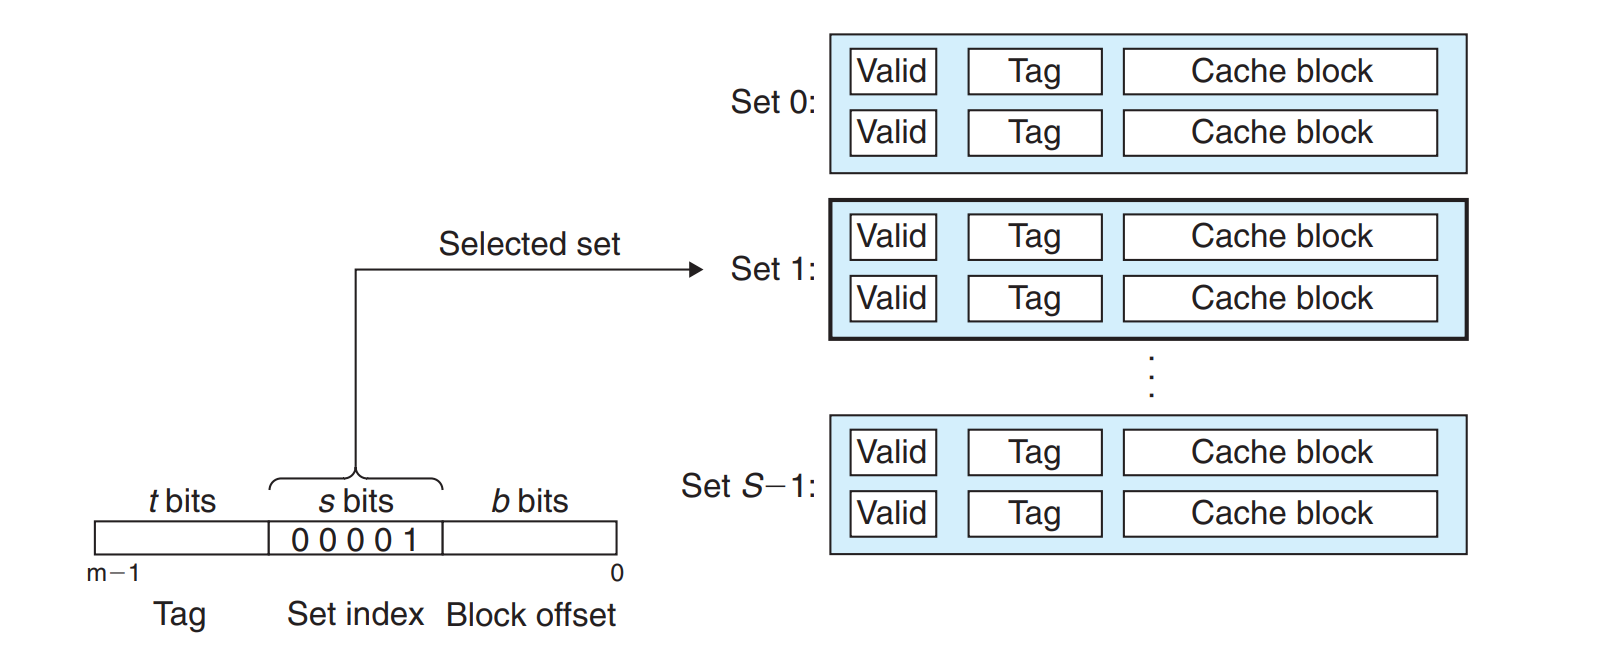 Set 0:
Valid Tag Cache block
Valid Tag Cache block
Selected set
Set 1:
Valid Tag Cache block
Valid Tag Cache block
.
.
.
Set S−1:
Valid Tag Cache block
Valid Tag Cache block
t bits s bits b bits
0 0 0 0 1
m−1 0
Tag Set index Block offset